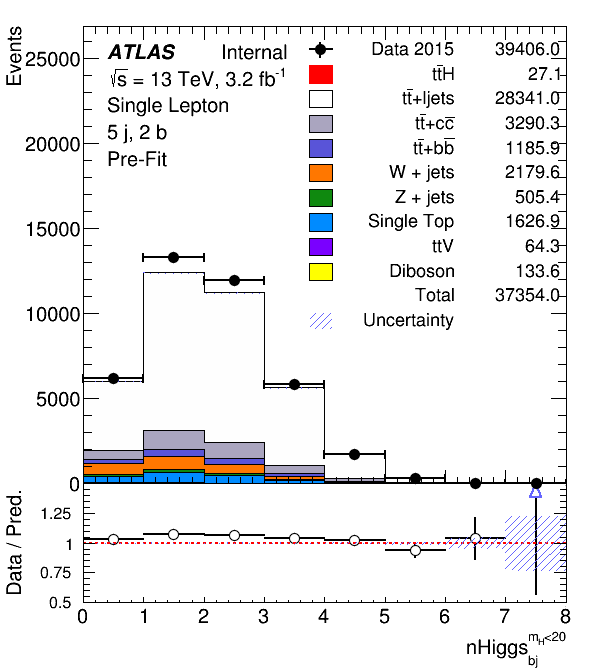 Events
25000
20000
15000
10000
5000
0
ATLAS Internal
√s = 13 TeV, 3.2 fb⁻¹
Single Lepton
5 j, 2 b
Pre-Fit
Data 2015 39406.0
tt̄H 27.1
tt̄+ljets 28341.0
tt̄+cc̄ 3290.3
tt̄+bb̄ 1185.9
W + jets 2179.6
Z + jets 505.4
Single Top 1626.9
ttV 64.3
Diboson 133.6
Total 37354.0
Uncertainty
Data / Pred.
1.25
1
0.75
0.5
0 1 2 3 4 5 6 7 8
nHiggs_bj^m_H<20